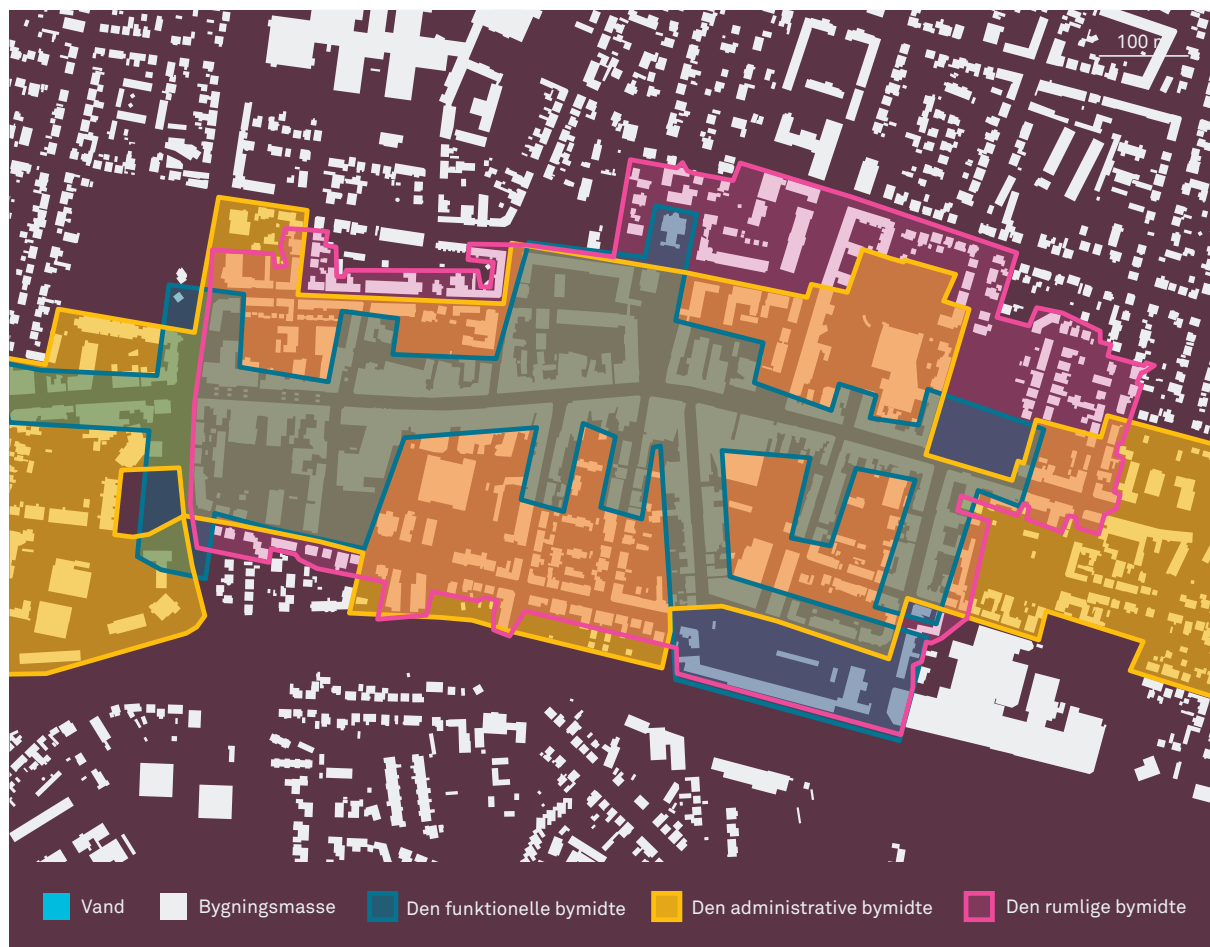 100 m
Vand
Bygningsmasse
Den funktionelle bymidte
Den administrative bymidte
Den rumlige bymidte